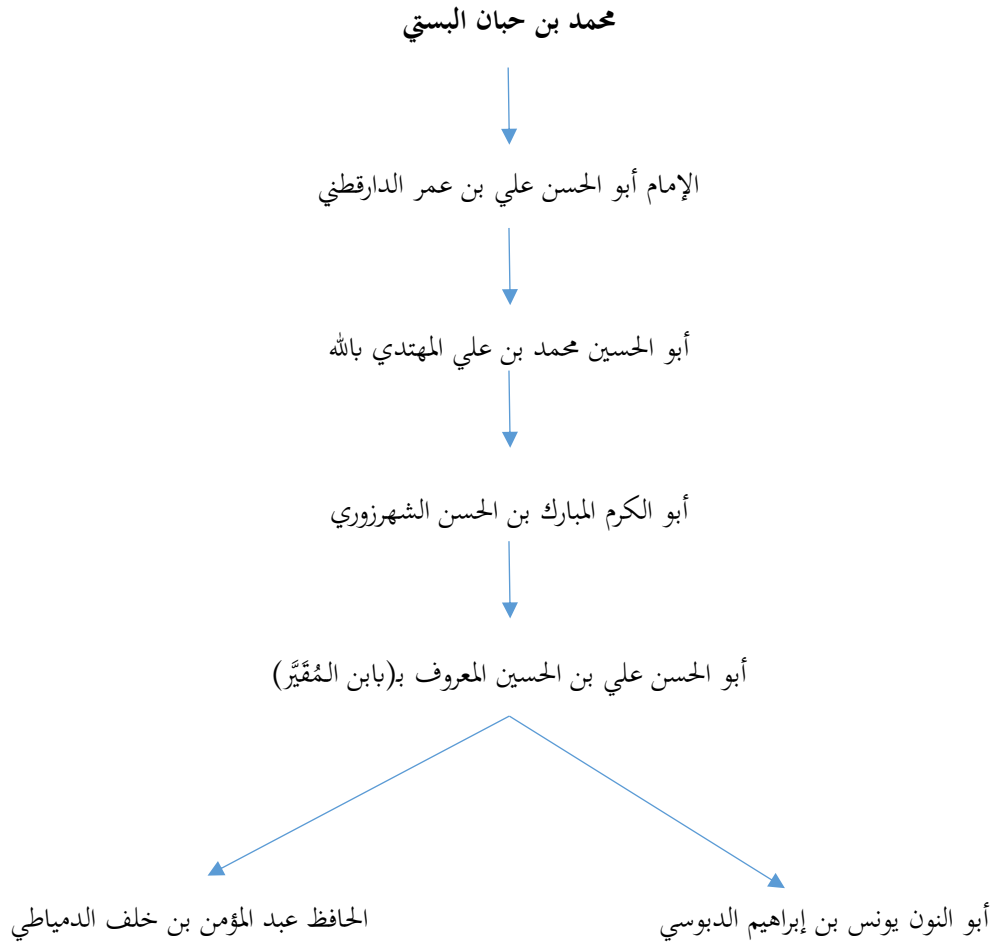 محمد بن حبان البستي
الإمام أبو الحسن علي بن عمر الدارقطني
أبو الحسين محمد بن علي المهتدي بالله
أبو الكرم المبارك بن الحسن الشهرزوري
أبو الحسن علي بن الحسين المعروف بـ(بابن المُقَيَّر)
أبو النون يونس بن إبراهيم الدبوسي
الحافظ عبد المؤمن بن خلف الدمياطي